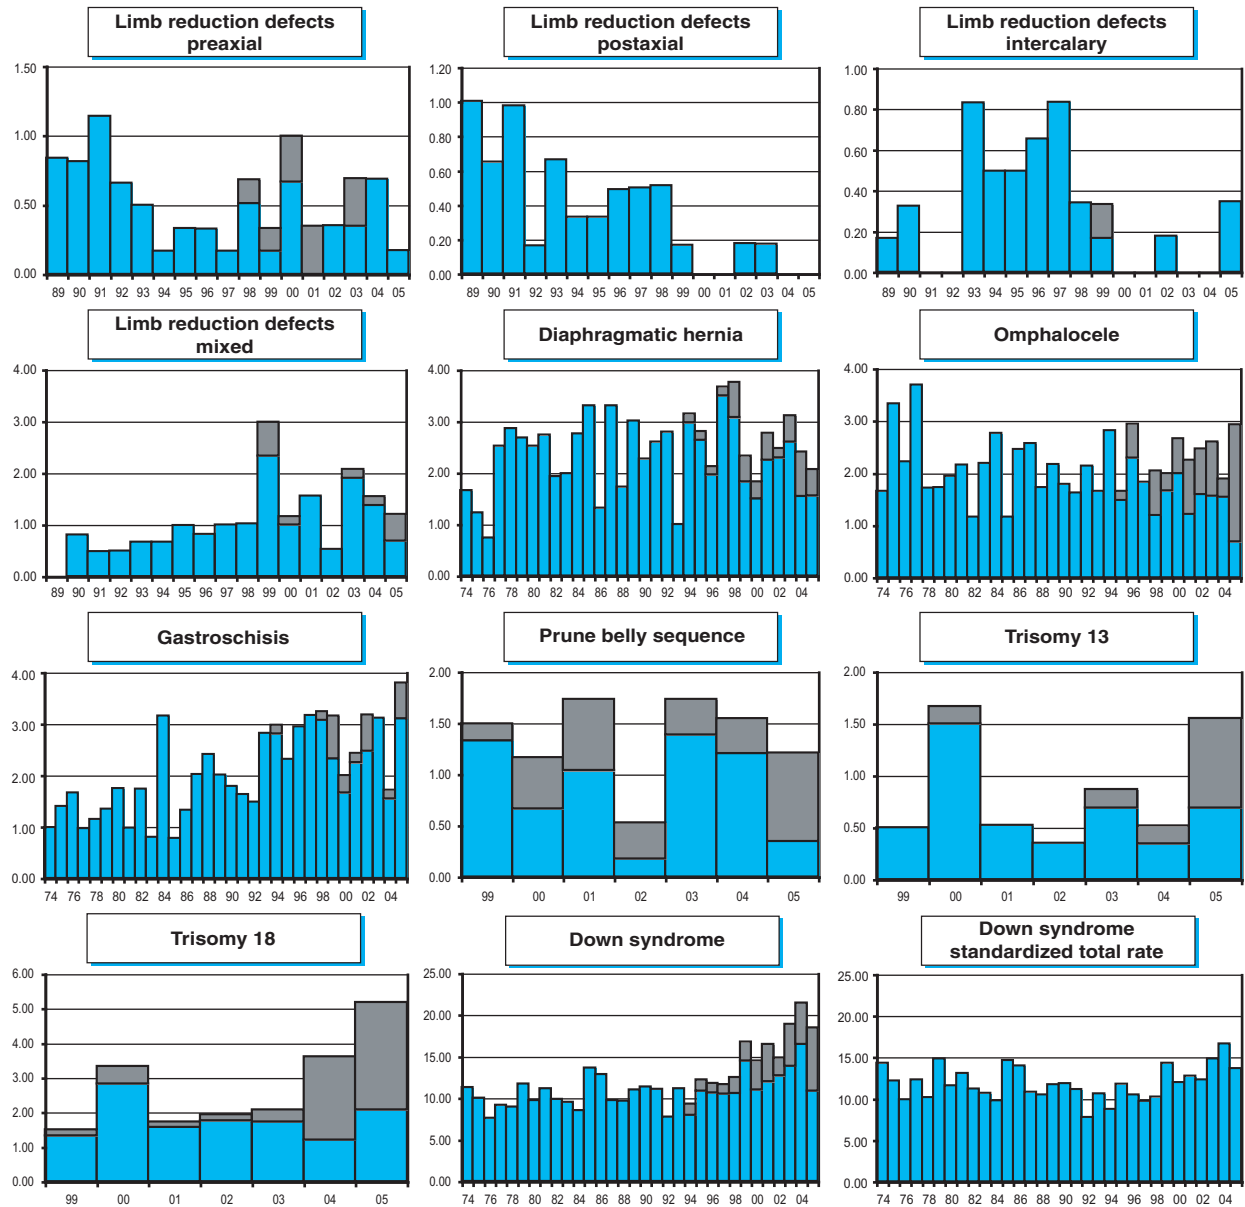 Limb reduction defects
preaxial
1.50
1.00
0.50
0.00
89 90 91 92 93 94 95 96 97 98 99 00 01 02 03 04 05
Limb reduction defects
postaxial
1.20
1.00
0.80
0.60
0.40
0.20
0.00
89 90 91 92 93 94 95 96 97 98 99 00 01 02 03 04 05
Limb reduction defects
intercalary
1.00
0.80
0.60
0.40
0.20
0.00
89 90 91 92 93 94 95 96 97 98 99 00 01 02 03 04 05
Limb reduction defects
mixed
4.00
3.00
2.00
1.00
0.00
89 90 91 92 93 94 95 96 97 98 99 00 01 02 03 04 05
Diaphragmatic hernia
4.00
3.00
2.00
1.00
0.00
74 76 78 80 82 84 86 88 90 92 94 96 98 00 02 04
Omphalocele
4.00
3.00
2.00
1.00
0.00
74 76 78 80 82 84 86 88 90 92 94 96 98 00 02 04
Gastroschisis
4.00
3.00
2.00
1.00
0.00
74 76 78 80 82 84 86 88 90 92 94 96 98 00 02 04
Prune belly sequence
2.00
1.50
1.00
0.50
0.00
99 00 01 02 03 04 05
Trisomy 13
2.00
1.50
1.00
0.50
0.00
99 00 01 02 03 04 05
Trisomy 18
6.00
5.00
4.00
3.00
2.00
1.00
0.00
99 00 01 02 03 04 05
Down syndrome
25.00
20.00
15.00
10.00
5.00
0.00
74 76 78 80 82 84 86 88 90 92 94 96 98 00 02 04
Down syndrome
standardized total rate
25.00
20.00
15.00
10.00
5.00
0.00
74 76 78 80 82 84 86 88 90 92 94 96 98 00 02 04